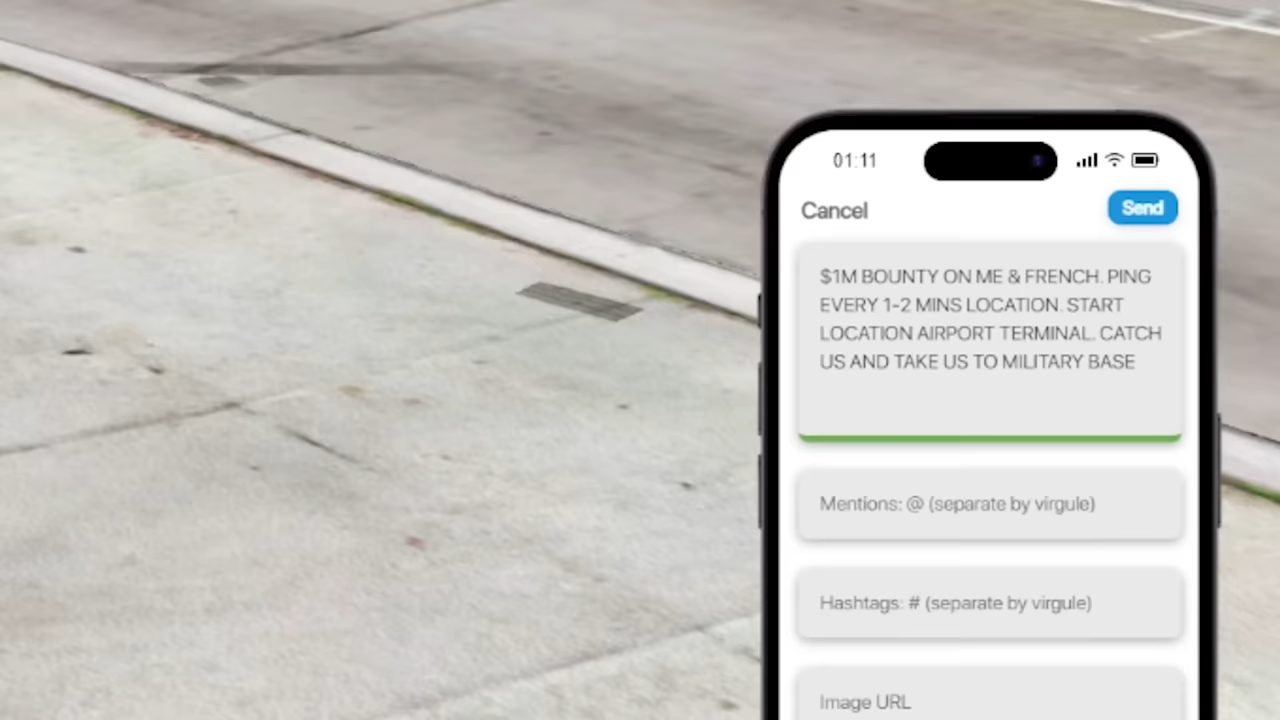 01:11
Cancel
Send
$1M BOUNTY ON ME & FRENCH. PING
EVERY 1-2 MINS LOCATION. START
LOCATION AIRPORT TERMINAL. CATCH
US AND TAKE US TO MILITARY BASE
Mentions: @ (separate by virgule)
Hashtags: # (separate by virgule)
Image URL